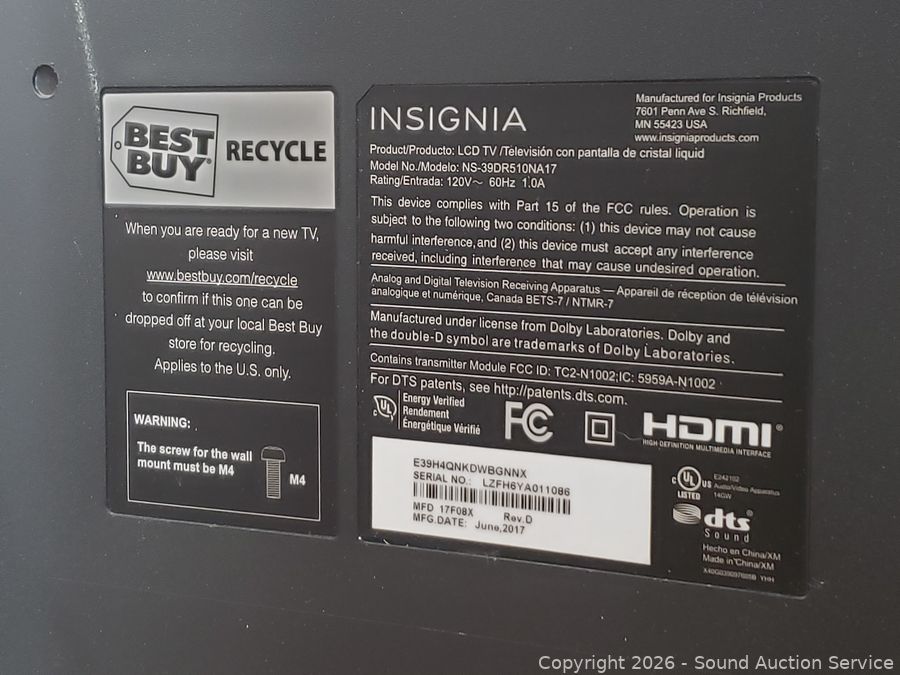 BEST
BUY
RECYCLE
When you are ready for a new TV,
please visit
www.bestbuy.com/recycle
to confirm if this one can be
dropped off at your local Best Buy
store for recycling.
Applies to the U.S. only.
WARNING:
The screw for the wall
mount must be M4
M4
INSIGNIA
Manufactured for Insignia Products
7601 Penn Ave S. Richfield,
MN 55423 USA
www.insigniaproducts.com
Product/Producto: LCD TV /Televisión con pantalla de cristal liquid
Model No./Modelo: NS-39DR510NA17
Rating/Entrada: 120V~ 60Hz 1.0A
This device complies with Part 15 of the FCC rules. Operation is
subject to the following two conditions: (1) this device may not cause
harmful interference,and (2) this device must accept any interference
received, including interference that may cause undesired operation.
Analog and Digital Television Receiving Apparatus — Appareil de réception de télévision
analogique et numérique, Canada BETS-7 / NTMR-7
Manufactured under license from Dolby Laboratories. Dolby and
the double-D symbol are trademarks of Dolby Laboratories.
Contains transmitter Module FCC ID: TC2-N1002;IC: 5959A-N1002
For DTS patents, see http://patents.dts.com.
c UL
Energy Verified
Rendement
Énergétique Vérifié
FC
HDMI®
HIGH DEFINITION MULTIMEDIA INTERFACE
E39H4QNKDWBGNNX
SERIAL NO.: LZFH6YA011086
MFD 17F08X Rev.D
MFG.DATE: June,2017
c UL US
LISTED
E242102
Audio/Video Apparatus
14GW
dts
Sound
Hecho en China/XM
Made in China/XM
YHH
Copyright 2026 - Sound Auction Service